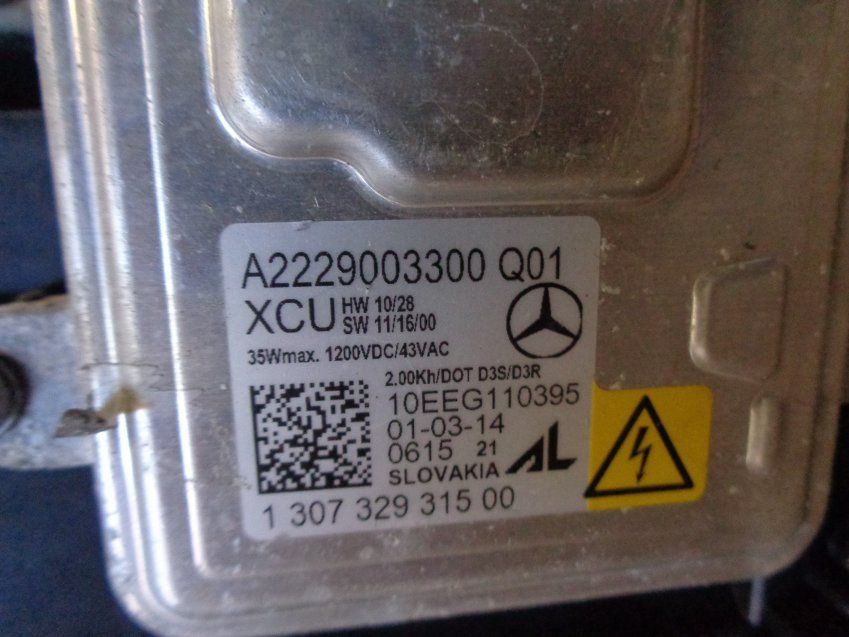 A2229003300 Q01
XCU HW 10/28
SW 11/16/00
35Wmax. 1200VDC/43VAC
2.00Kh/DOT D3S/D3R
10EEG110395
01-03-14
0615 21
SLOVAKIA AL
1 307 329 315 00